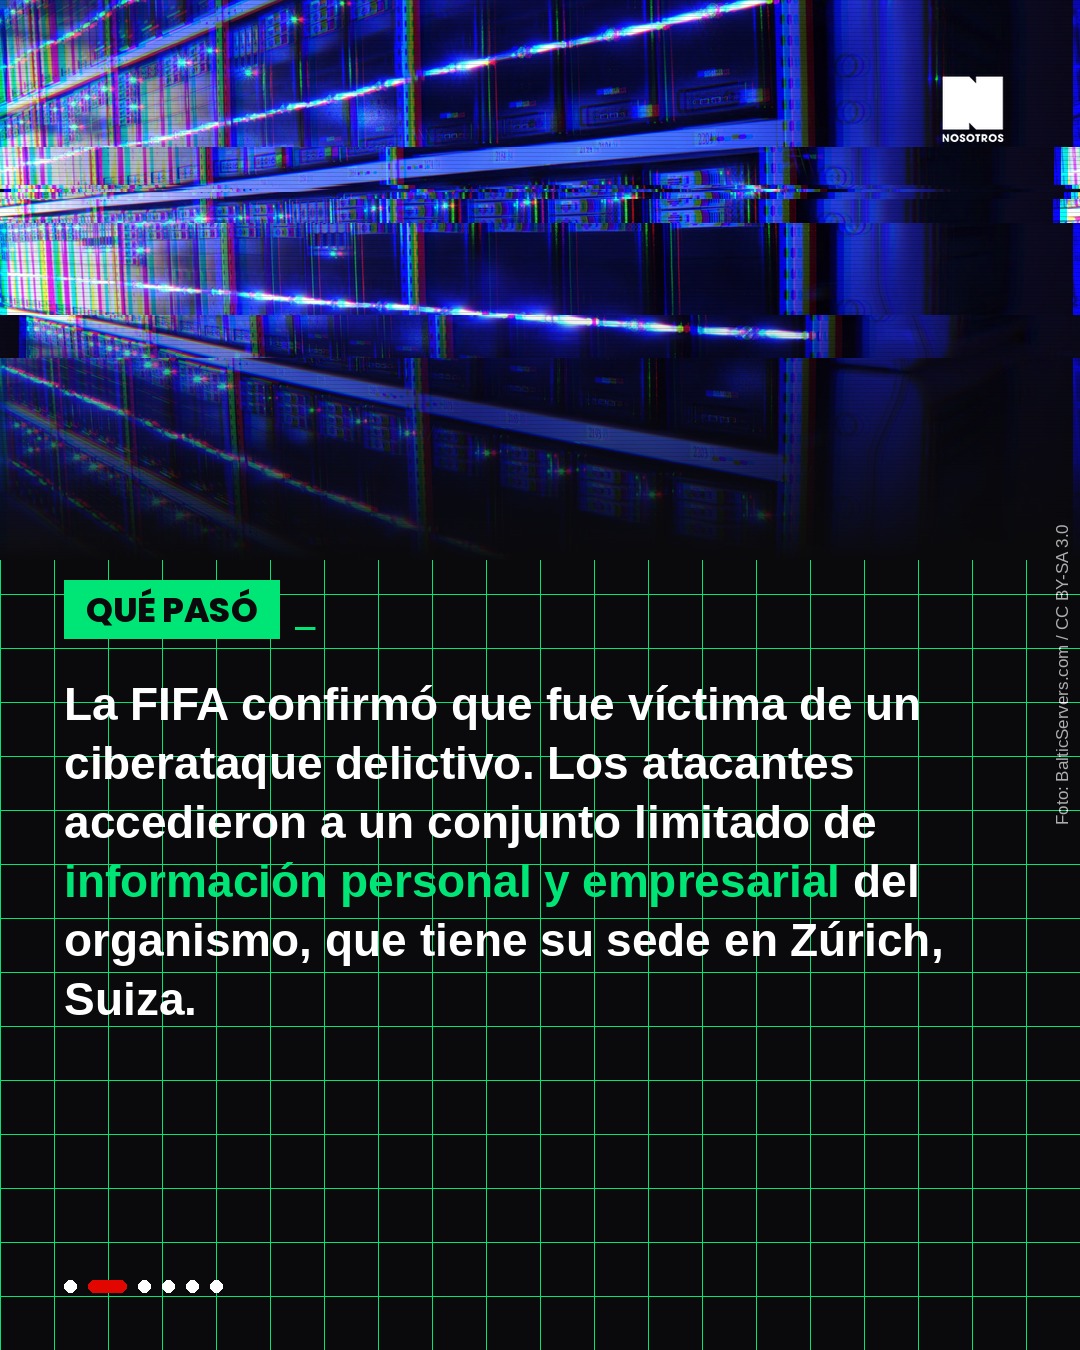 NOSOTROS
QUÉ PASÓ _
La FIFA confirmó que fue víctima de un
ciberataque delictivo. Los atacantes
accedieron a un conjunto limitado de
información personal y empresarial del
organismo, que tiene su sede en Zúrich,
Suiza.
Foto: BalticServers.com / CC BY-SA 3.0